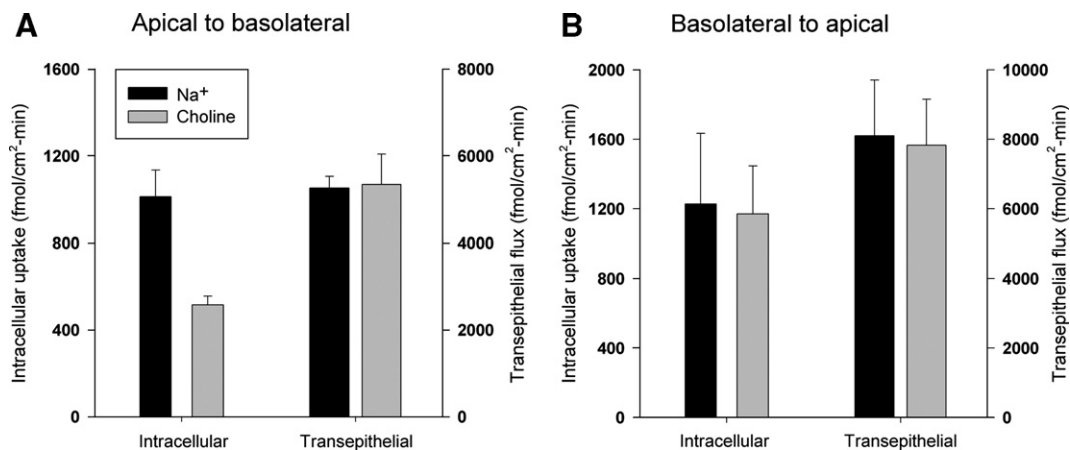 A
Apical to basolateral
Intracellular uptake (fmol/cm²-min)
1600
1200
800
400
0
Na⁺
Choline
8000
6000
4000
2000
0
Transepithelial flux (fmol/cm²-min)
Intracellular
Transepithelial
B
Basolateral to apical
Intracellular uptake (fmol/cm²-min)
2000
1600
1200
800
400
0
10000
8000
6000
4000
2000
0
Transepithelial flux (fmol/cm²-min)
Intracellular
Transepithelial